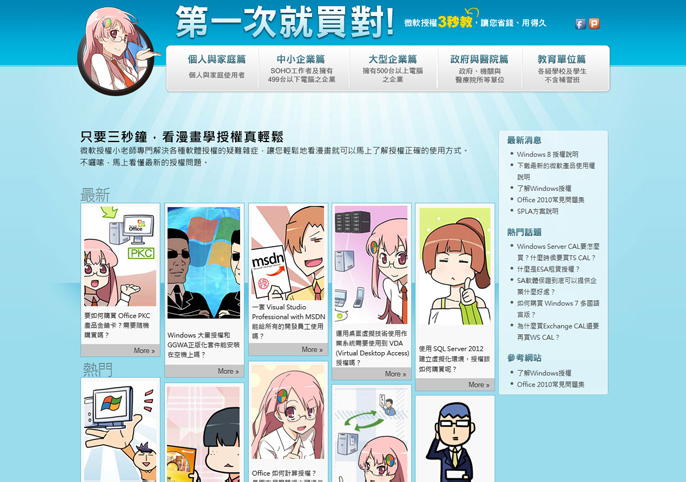 第一次就買對!
微軟授權3秒教,讓您省錢、用得久
個人與家庭篇
個人與家庭使用者
中小企業篇
SOHO工作者及擁有
499台以下電腦之企業
大型企業篇
擁有500台以上電腦
之企業
政府與醫院篇
政府、機關與
醫療院所等單位
教育單位篇
各級學校及學生
不含補習班
只要三秒鐘,看漫畫學授權真輕鬆
微軟授權小老師專門解決各種軟體授權的疑難雜症,讓您輕鬆地看漫畫就可以馬上了解授權正確的使用方式。
不囉嗦,馬上看懂最新的授權問題。
最新
Office
PKC
要如何購買 Office PKC
產品金鑰卡?需要隨機
購買嗎?
More »
Windows 大量授權和
GGWA正版化套件能安裝
在空機上嗎?
More »
msdn
一套 Visual Studio
Professional with MSDN
能給所有的開發員工使用
嗎?
More »
運用桌面虛擬技術使用作
業系統需要使用到 VDA
(Virtual Desktop Access)
授權嗎?
More »
使用 SQL Server 2012
建立虛擬化環境,授權該
如何購買呢?
More »
熱門
Office 如何計算授權?
最新消息
Windows 8 授權說明
下載最新的微軟產品使用權
說明
了解Windows授權
Office 2010常見問題集
SPLA方案說明
熱門話題
Windows Server CAL要怎麼
買?什麼時候要買TS CAL?
什麼是ESA租賃授權?
SA軟體保證到底可以提供企
業什麼好處?
如何購買 Windows 7 多國語
言版?
為什麼買Exchange CAL還要
再買WS CAL?
參考網站
了解Windows授權
Office 2010常見問題集